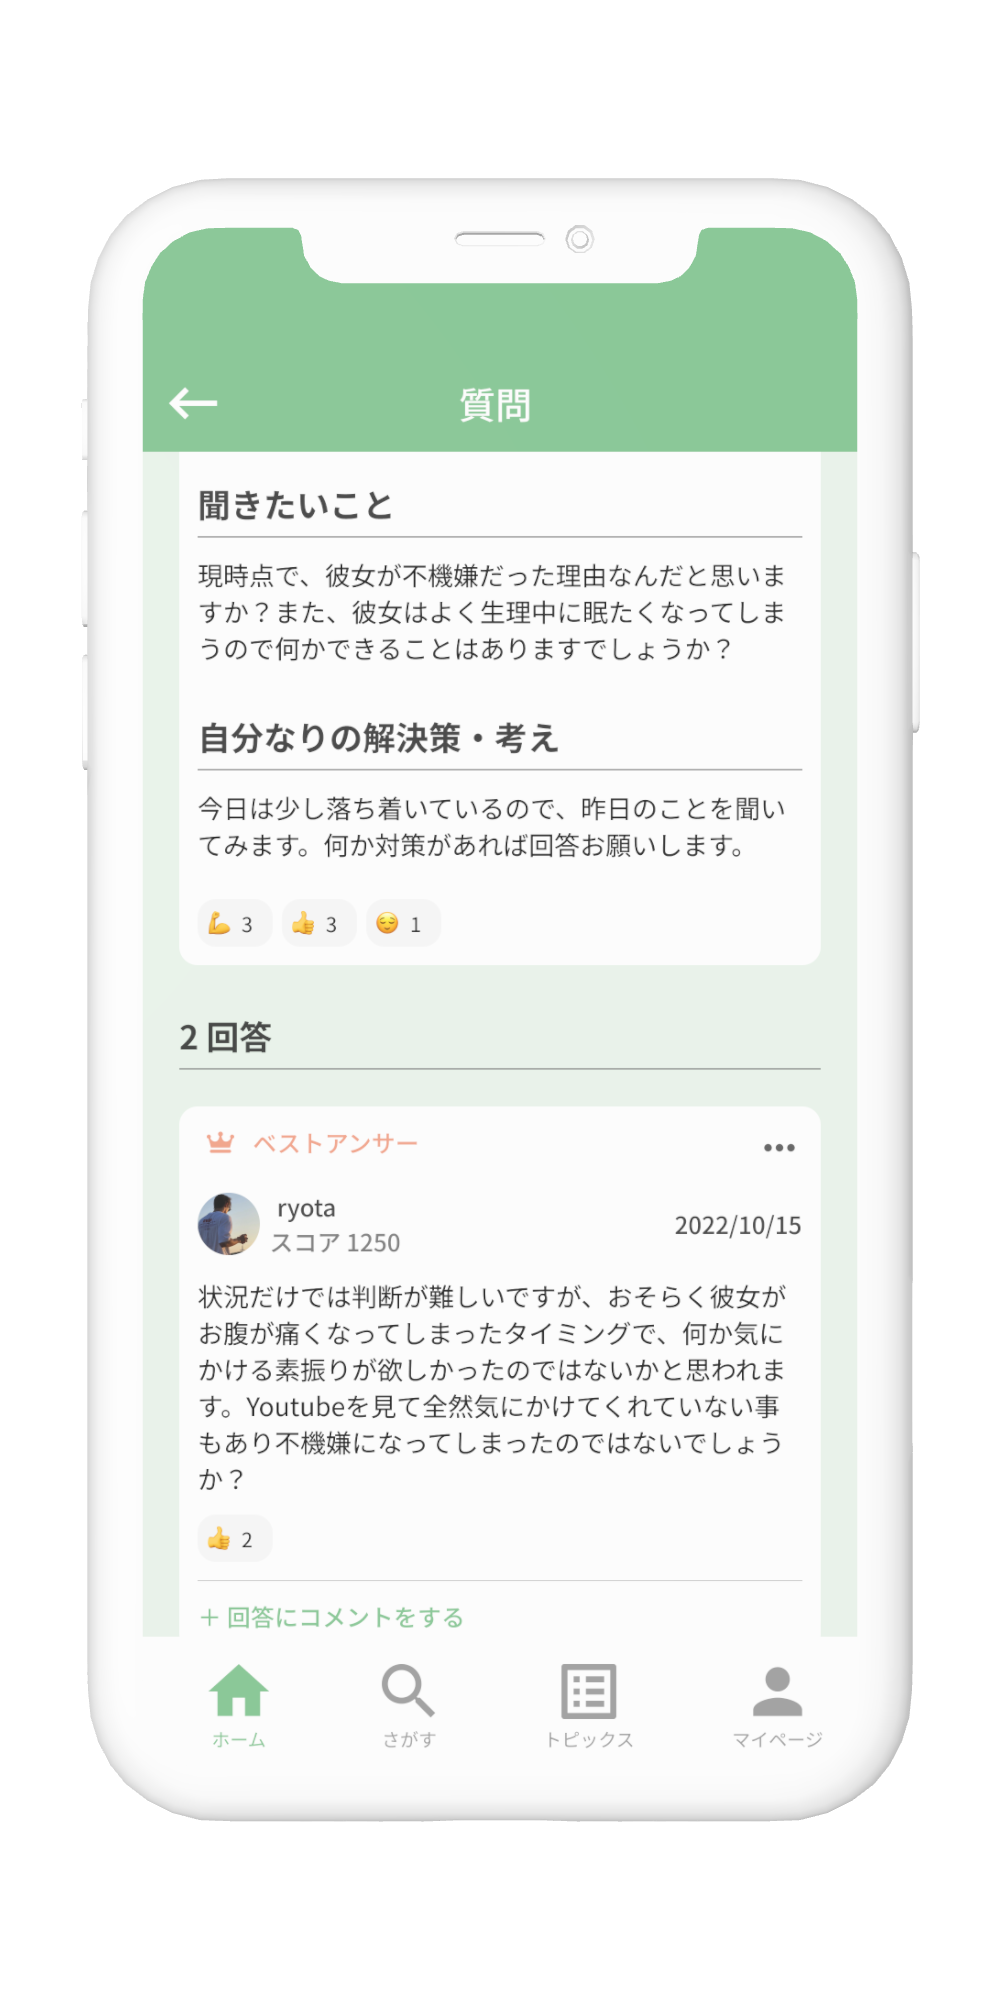 質問
聞きたいこと
現時点で、彼女が不機嫌だった理由なんだと思いま
すか？また、彼女はよく生理中に眠たくなってしま
うので何かできることはありますでしょうか？
自分なりの解決策・考え
今日は少し落ち着いているので、昨日のことを聞い
てみます。何か対策があれば回答お願いします。
💪 3 👍 3 😌 1
2 回答
ベストアンサー
ryota
スコア 1250
2022/10/15
状況だけでは判断が難しいですが、おそらく彼女が
お腹が痛くなってしまったタイミングで、何か気に
かける素振りが欲しかったのではないかと思われま
す。Youtubeを見て全然気にかけてくれていない事
もあり不機嫌になってしまったのではないでしょう
か？
👍 2
＋ 回答にコメントをする
ホーム さがす トピックス マイページ